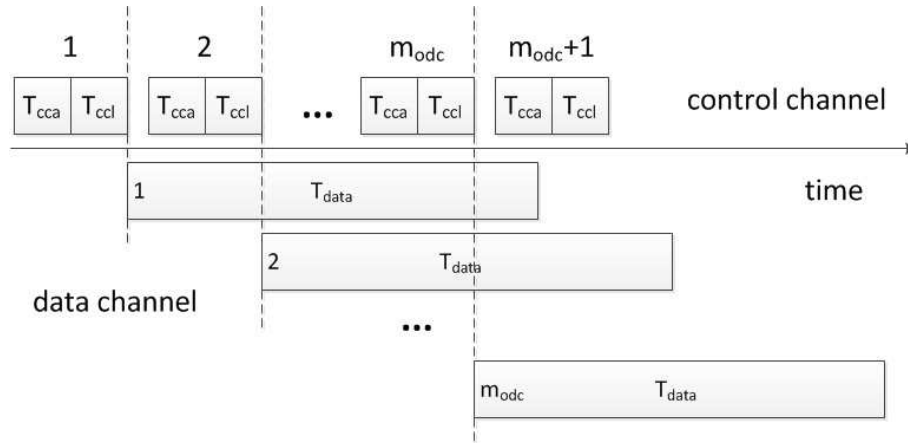 1 2 m_odc m_odc+1
T_cca T_ccl T_cca T_ccl ... T_cca T_ccl T_cca T_ccl control channel
1 T_data time
2 T_data
data channel
...
m_odc T_data